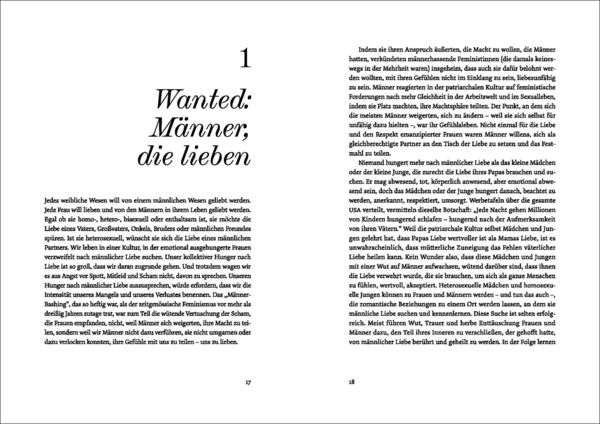 1
Wanted:
Männer,
die lieben
Jedes weibliche Wesen will von einem männlichen Wesen geliebt werden.
Jede Frau will lieben und von den Männern in ihrem Leben geliebt werden.
Egal ob sie homo-, hetero-, bisexuell oder enthaltsam ist, sie möchte die
Liebe eines Vaters, Großvaters, Onkels, Bruders oder männlichen Freundes
spüren. Ist sie heterosexuell, wünscht sie sich die Liebe eines männlichen
Partners. Wir leben in einer Kultur, in der emotional ausgehungerte Frauen
verzweifelt nach männlicher Liebe suchen. Unser kollektiver Hunger nach
Liebe ist so groß, dass wir daran zugrunde gehen. Und trotzdem wagen wir
es aus Angst vor Spott, Mitleid und Scham nicht, davon zu sprechen. Unseren
Hunger nach männlicher Liebe auszusprechen, würde erfordern, dass wir die
Intensität unseres Mangels und unseres Verlustes benennen. Das „Männer-
Bashing“, das so heftig war, als der zeitgenössische Feminismus vor mehr als
dreißig Jahren zutage trat, war zum Teil die wütende Vertuschung der Scham,
die Frauen empfanden, nicht, weil Männer sich weigerten, ihre Macht zu tei-
len, sondern weil wir Männer nicht dazu verführen, sie nicht umgarnen oder
dazu verlocken konnten, ihre Gefühle mit uns zu teilen – uns zu lieben.
17
Indem sie ihren Anspruch äußerten, die Macht zu wollen, die Männer
hatten, verkündeten männerhassende Feministinnen (die damals keines-
wegs in der Mehrheit waren) insgeheim, dass auch sie dafür belohnt wer-
den wollten, mit ihren Gefühlen nicht im Einklang zu sein, liebesunfähig
zu sein. Männer reagierten in der patriarchalen Kultur auf feministische
Forderungen nach mehr Gleichheit in der Arbeitswelt und im Sexualleben,
indem sie Platz machten, ihre Machtsphäre teilten. Der Punkt, an dem sich
die meisten Männer weigerten, sich zu ändern – weil sie sich selbst für
unfähig dazu hielten –, war ihr Gefühlsleben. Nicht einmal für die Liebe
und den Respekt emanzipierter Frauen waren Männer willens, sich als
gleichberechtigte Partner an den Tisch der Liebe zu setzen und das Fest-
mahl zu teilen.
Niemand hungert mehr nach männlicher Liebe als das kleine Mädchen
oder der kleine Junge, die zurecht die Liebe ihres Papas brauchen und su-
chen. Er mag abwesend, tot, körperlich anwesend, aber emotional abwe-
send sein, doch das Mädchen oder der Junge hungert danach, beachtet zu
werden, anerkannt, respektiert, umsorgt. Werbetafeln über die gesamte
USA verteilt, vermitteln dieselbe Botschaft: „Jede Nacht gehen Millionen
von Kindern hungernd schlafen – hungernd nach der Aufmerksamkeit
von ihren Vätern.“ Weil die patriarchale Kultur selbst Mädchen und Jun-
gen gelehrt hat, dass Papas Liebe wertvoller ist als Mamas Liebe, ist es
unwahrscheinlich, dass mütterliche Zuneigung das Fehlen väterlicher
Liebe heilen kann. Kein Wunder also, dass diese Mädchen und Jungen
mit einer Wut auf Männer aufwachsen, wütend darüber sind, dass ihnen
die Liebe verwehrt wurde, die sie brauchen, um sich als ganze Menschen
zu fühlen, wertvoll, akzeptiert. Heterosexuelle Mädchen und homosexu-
elle Jungen können zu Frauen und Männern werden – und tun das auch –,
die romantische Beziehungen zu einem Ort werden lassen, an dem sie
männliche Liebe suchen und kennenlernen. Diese Suche ist selten erfolg-
reich. Meist führen Wut, Trauer und herbe Enttäuschung Frauen und
Männer dazu, den Teil ihres Inneren zu verschließen, der gehofft hatte,
von männlicher Liebe berührt und geheilt zu werden. In der Folge lernen
18